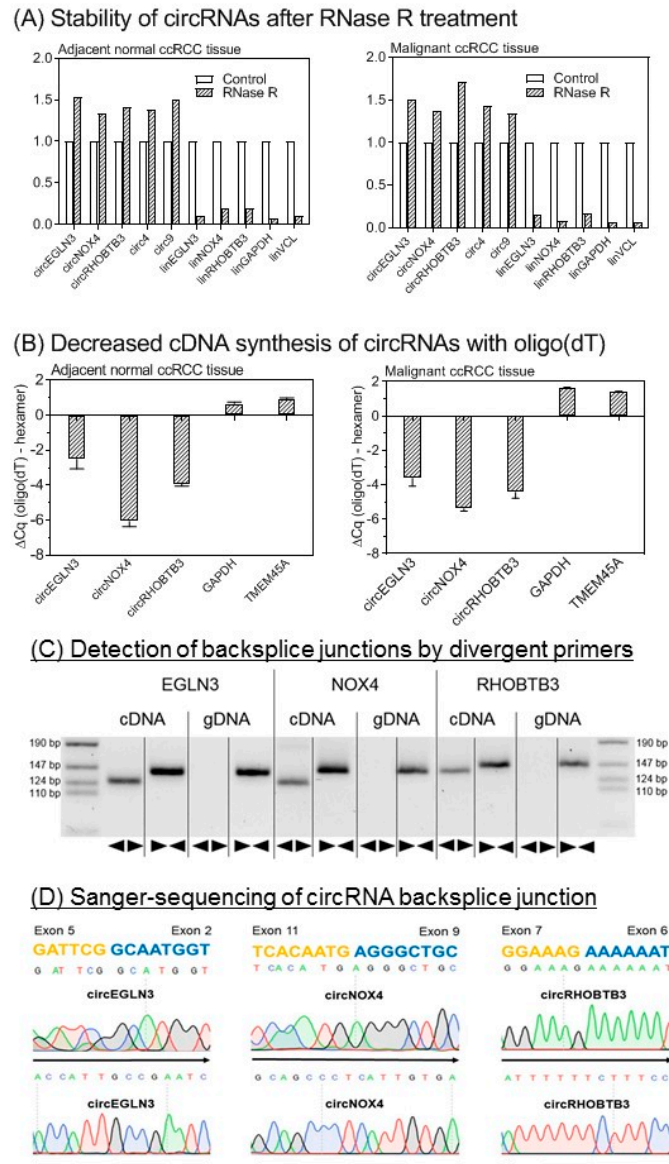 (A) Stability of circRNAs after RNase R treatment
Adjacent normal ccRCC tissue
Malignant ccRCC tissue
2.0
1.5
1.0
0.5
0.0
Control
RNase R
2.0
1.5
1.0
0.5
0.0
Control
RNase R
circEGLN3
circNOX4
circRHOBTB3
circ4
circ9
linEGLN3
linNOX4
linRHOBTB3
linGAPDH
linVCL
circEGLN3
circNOX4
circRHOBTB3
circ4
circ9
linEGLN3
linNOX4
linRHOBTB3
linGAPDH
linVCL
(B) Decreased cDNA synthesis of circRNAs with oligo(dT)
Adjacent normal ccRCC tissue
Malignant ccRCC tissue
ΔCq (oligo(dT) - hexamer)
2
0
-2
-4
-6
-8
circEGLN3
circNOX4
circRHOBTB3
GAPDH
TMEM45A
ΔCq (oligo(dT) - hexamer)
2
0
-2
-4
-6
-8
circEGLN3
circNOX4
circRHOBTB3
GAPDH
TMEM45A
(C) Detection of backsplice junctions by divergent primers
EGLN3 NOX4 RHOBTB3
cDNA gDNA cDNA gDNA cDNA gDNA
190 bp
147 bp
124 bp
110 bp
190 bp
147 bp
124 bp
110 bp
(D) Sanger-sequencing of circRNA backsplice junction
Exon 5 Exon 2 Exon 11 Exon 9 Exon 7 Exon 6
GATTCG GCAATGGT TCACAATG AGGGCTGC GGAAAG AAAAAAT
G AT TCG GC A T G GT T C A C A T G A G G G C T G C G G A A A G A A A A A A T
circEGLN3 circNOX4 circRHOBTB3
A C C A T T G C C G A A T C G C A G C C C T C A T T G T G A A T T T T T T C T T T C C
circEGLN3 circNOX4 circRHOBTB3